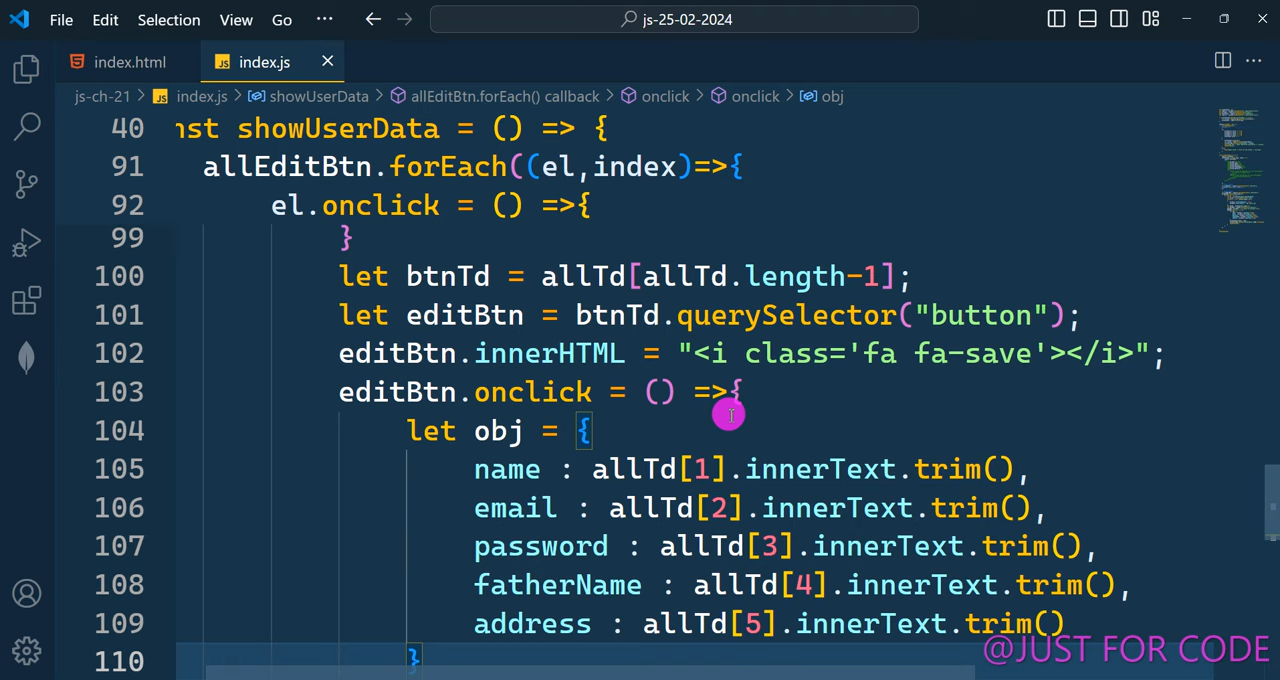 File Edit Selection View Go ··· js-25-02-2024
index.html JS index.js
js-ch-21 > JS index.js > showUserData > allEditBtn.forEach() callback > onclick > onclick > obj
40 nst showUserData = () => {
91 allEditBtn.forEach((el,index)=>{
92 el.onclick = () =>{
99 }
100 let btnTd = allTd[allTd.length-1];
101 let editBtn = btnTd.querySelector("button");
102 editBtn.innerHTML = "<i class='fa fa-save'></i>";
103 editBtn.onclick = () =>{
104 let obj = {
105 name : allTd[1].innerText.trim(),
106 email : allTd[2].innerText.trim(),
107 password : allTd[3].innerText.trim(),
108 fatherName : allTd[4].innerText.trim(),
109 address : allTd[5].innerText.trim()
110 }
@JUST FOR CODE